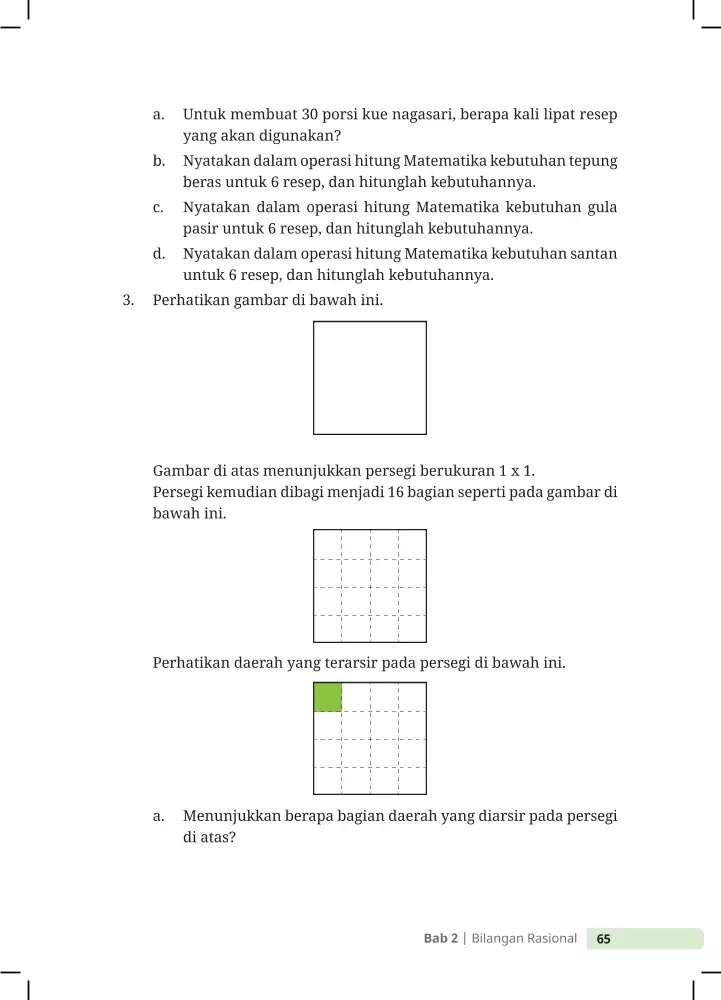 a. Untuk membuat 30 porsi kue nagasari, berapa kali lipat resep
yang akan digunakan?
b. Nyatakan dalam operasi hitung Matematika kebutuhan tepung
beras untuk 6 resep, dan hitunglah kebutuhannya.
c. Nyatakan dalam operasi hitung Matematika kebutuhan gula
pasir untuk 6 resep, dan hitunglah kebutuhannya.
d. Nyatakan dalam operasi hitung Matematika kebutuhan santan
untuk 6 resep, dan hitunglah kebutuhannya.
3. Perhatikan gambar di bawah ini.
Gambar di atas menunjukkan persegi berukuran 1 x 1.
Persegi kemudian dibagi menjadi 16 bagian seperti pada gambar di
bawah ini.
Perhatikan daerah yang terarsir pada persegi di bawah ini.
a. Menunjukkan berapa bagian daerah yang diarsir pada persegi
di atas?
Bab 2 | Bilangan Rasional 65